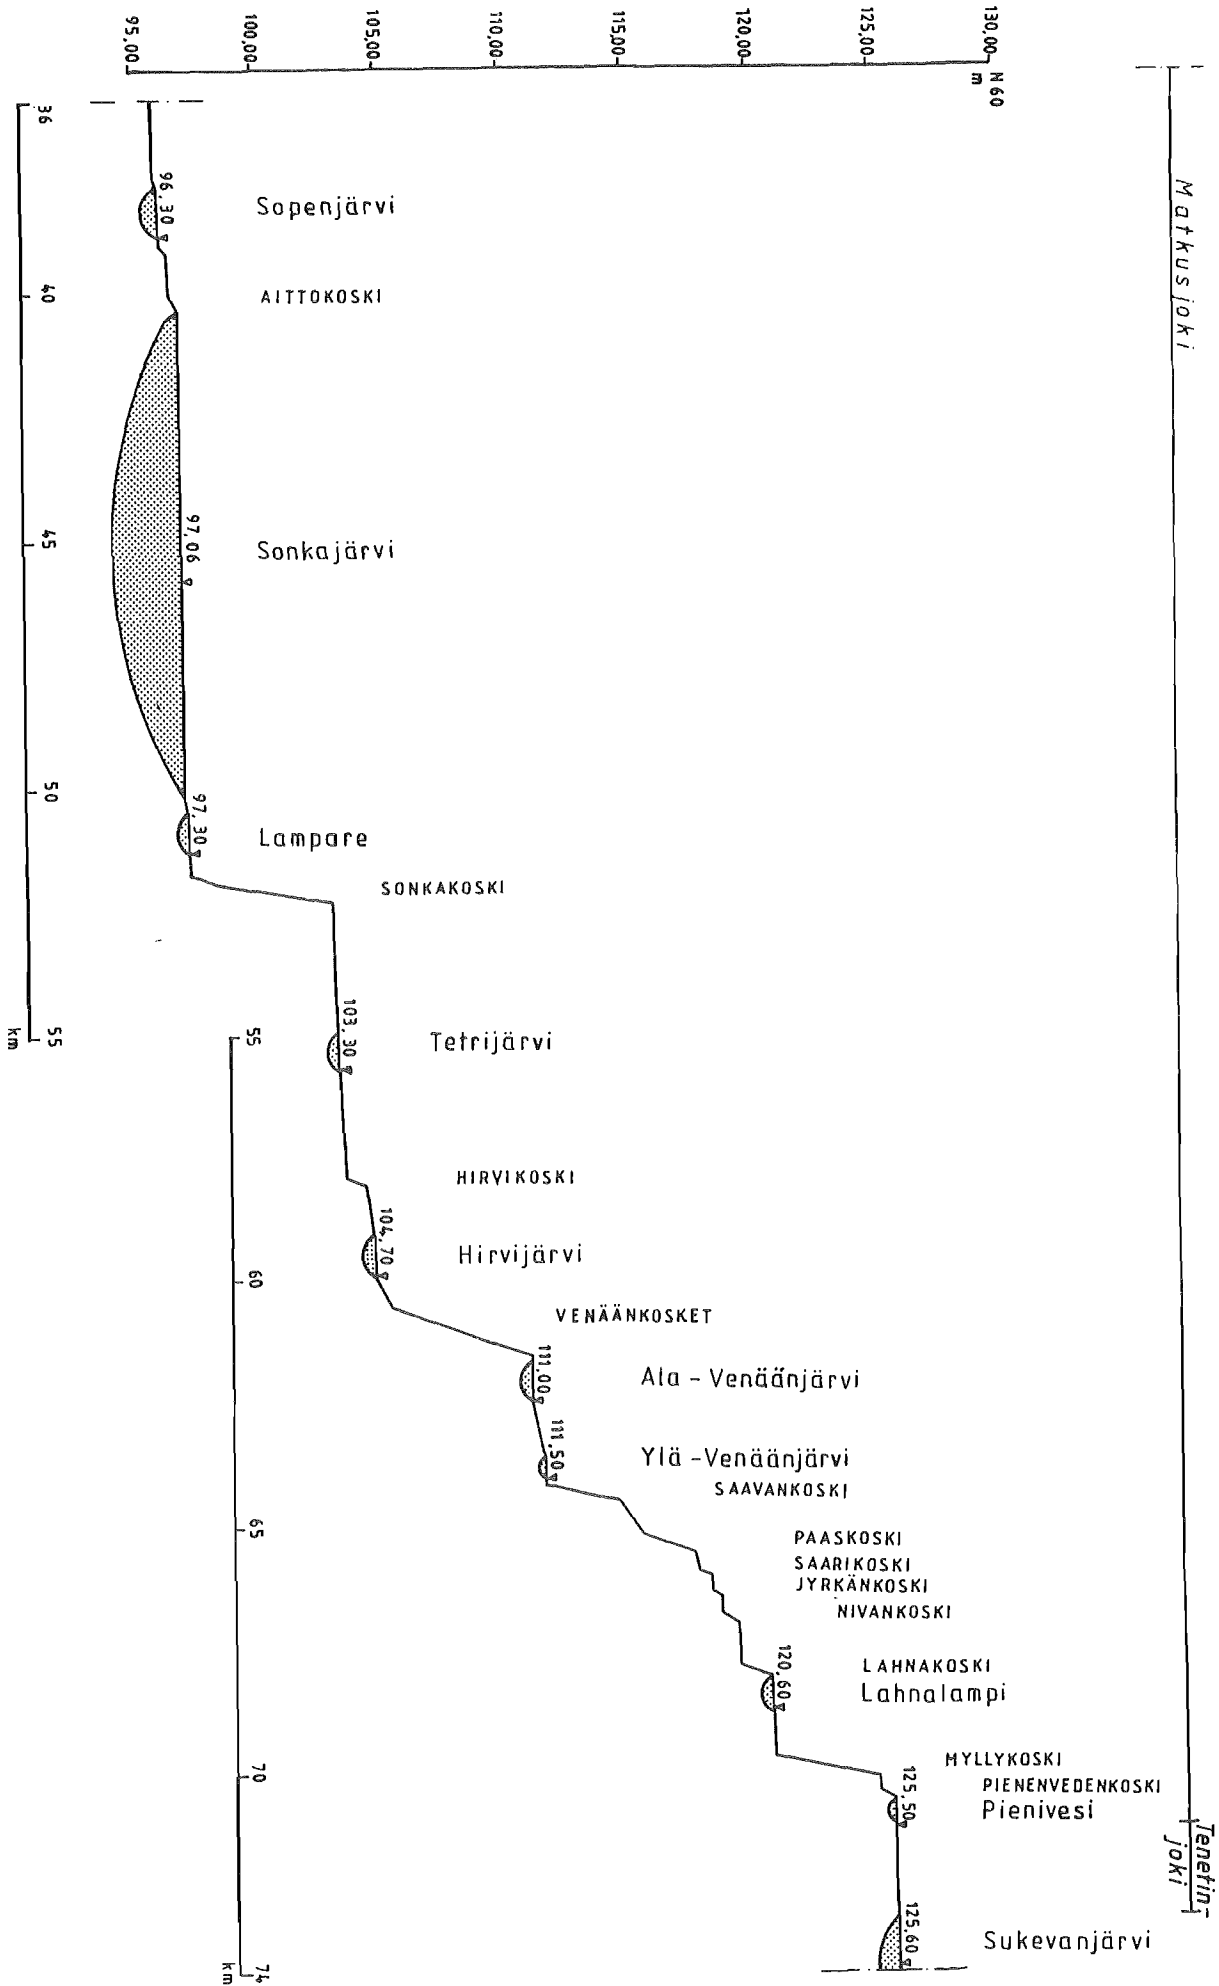 95,00
100,00
105,00
110,00
115,00
120,00
125,00
130,00
N 60
m
Matkusjoki
36
96,30
Sopenjärvi
40
AITTOKOSKI
97,06
45
Sonkajärvi
50
97,30
Lampare
SONKAKOSKI
55
km
55
103,30
Tetrijärvi
HIRVIKOSKI
104,70
Hirvijärvi
60
VENÄÄNKOSKET
111,00
Ala - Venäänjärvi
111,50
Ylä - Venäänjärvi
SAAVANKOSKI
65
PAASKOSKI
SAARIKOSKI
JYRKÄNKOSKI
NIVANKOSKI
120,60
LAHNAKOSKI
Lahnalampi
MYLLYKOSKI
70
125,50
PIENENVEDENKOSKI
Pienivesi
Tenetin-
joki
125,60
Sukevanjärvi
74
km